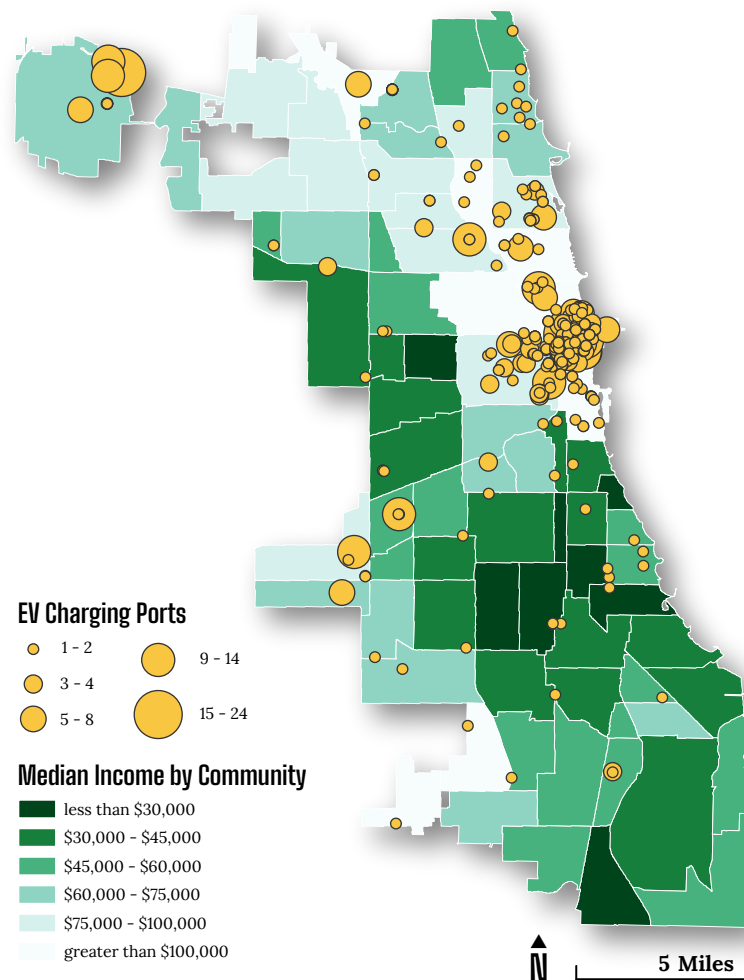 EV Charging Ports
1 - 2
3 - 4
5 - 8
9 - 14
15 - 24
Median Income by Community
less than $30,000
$30,000 - $45,000
$45,000 - $60,000
$60,000 - $75,000
$75,000 - $100,000
greater than $100,000
N
5 Miles